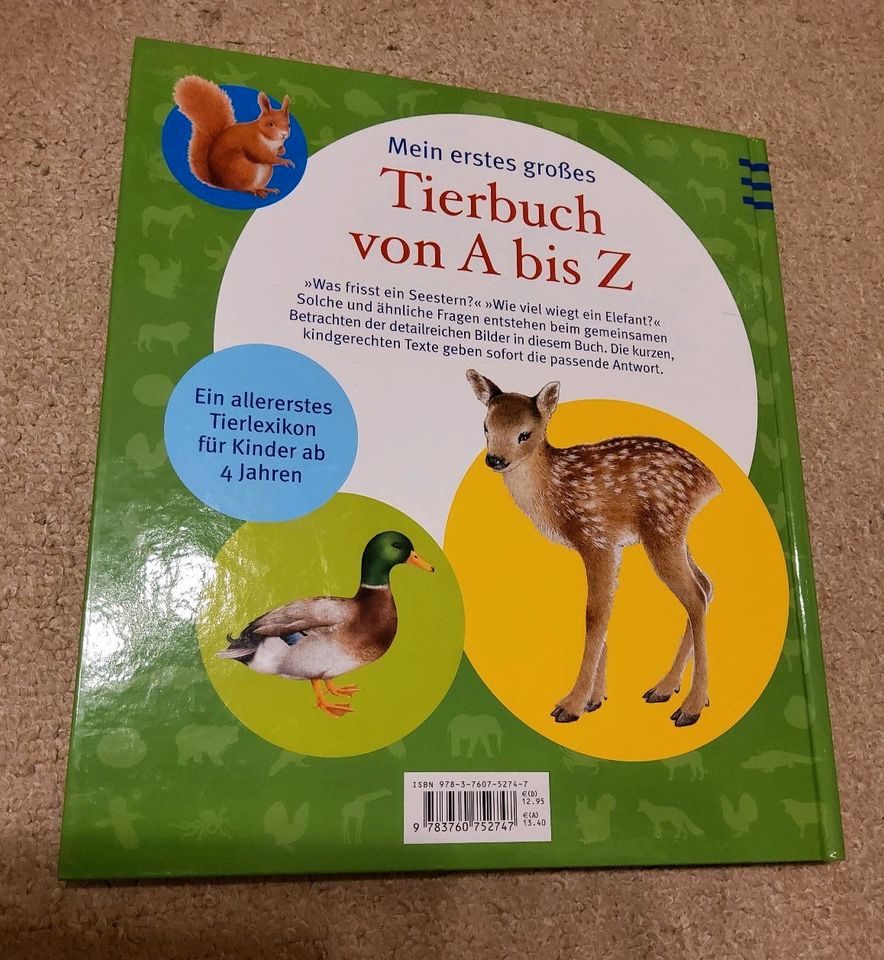 Mein erstes großes
Tierbuch
von A bis Z
»Was frisst ein Seestern?« »Wie viel wiegt ein Elefant?«
Solche und ähnliche Fragen entstehen beim gemeinsamen
Betrachten der detailreichen Bilder in diesem Buch. Die kurzen,
kindgerechten Texte geben sofort die passende Antwort.
Ein allererstes
Tierlexikon
für Kinder ab
4 Jahren
ISBN 978-3-7607-5274-7
€(D)
12.95
€(A)
13.40
9 783760 752747